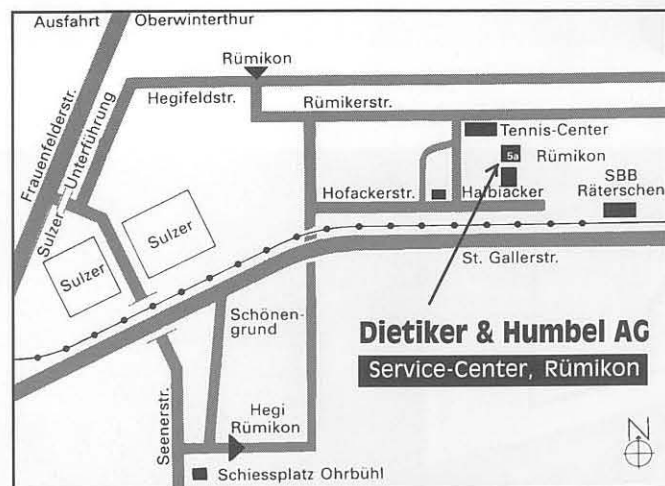 Ausfahrt
Oberwinterthur
Rümikon
Hegifeldstr.
Rümikerstr.
Frauenfelderstr.
Sulzer Unterführung
Tennis-Center
5a
Rümikon
SBB
Räterschen
Hofackerstr.
Halbiacker
Sulzer
Sulzer
St. Gallerstr.
Schönen-
grund
Dietiker & Humbel AG
Service-Center, Rümikon
Seenerstr.
Hegi
Rümikon
Schiessplatz Ohrbühl
N